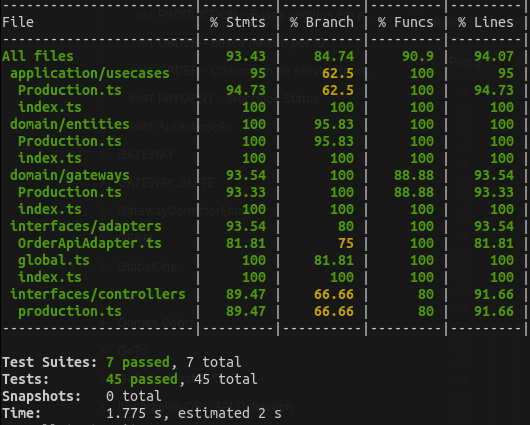 File | % Stmts | % Branch | % Funcs | % Lines |
All files | 93.43 | 84.74 | 90.9 | 94.07 |
application/usecases | 95 | 62.5 | 100 | 95 |
Production.ts | 94.73 | 62.5 | 100 | 94.73 |
index.ts | 100 | 100 | 100 | 100 |
domain/entities | 100 | 95.83 | 100 | 100 |
Production.ts | 100 | 95.83 | 100 | 100 |
index.ts | 100 | 100 | 100 | 100 |
domain/gateways | 93.54 | 100 | 88.88 | 93.54 |
Production.ts | 93.33 | 100 | 88.88 | 93.33 |
index.ts | 100 | 100 | 100 | 100 |
interfaces/adapters | 93.54 | 80 | 100 | 93.54 |
OrderApiAdapter.ts | 81.81 | 75 | 100 | 81.81 |
global.ts | 100 | 81.81 | 100 | 100 |
index.ts | 100 | 100 | 100 | 100 |
interfaces/controllers | 89.47 | 66.66 | 80 | 91.66 |
production.ts | 89.47 | 66.66 | 80 | 91.66 |
Test Suites: 7 passed, 7 total
Tests: 45 passed, 45 total
Snapshots: 0 total
Time: 1.775 s, estimated 2 s